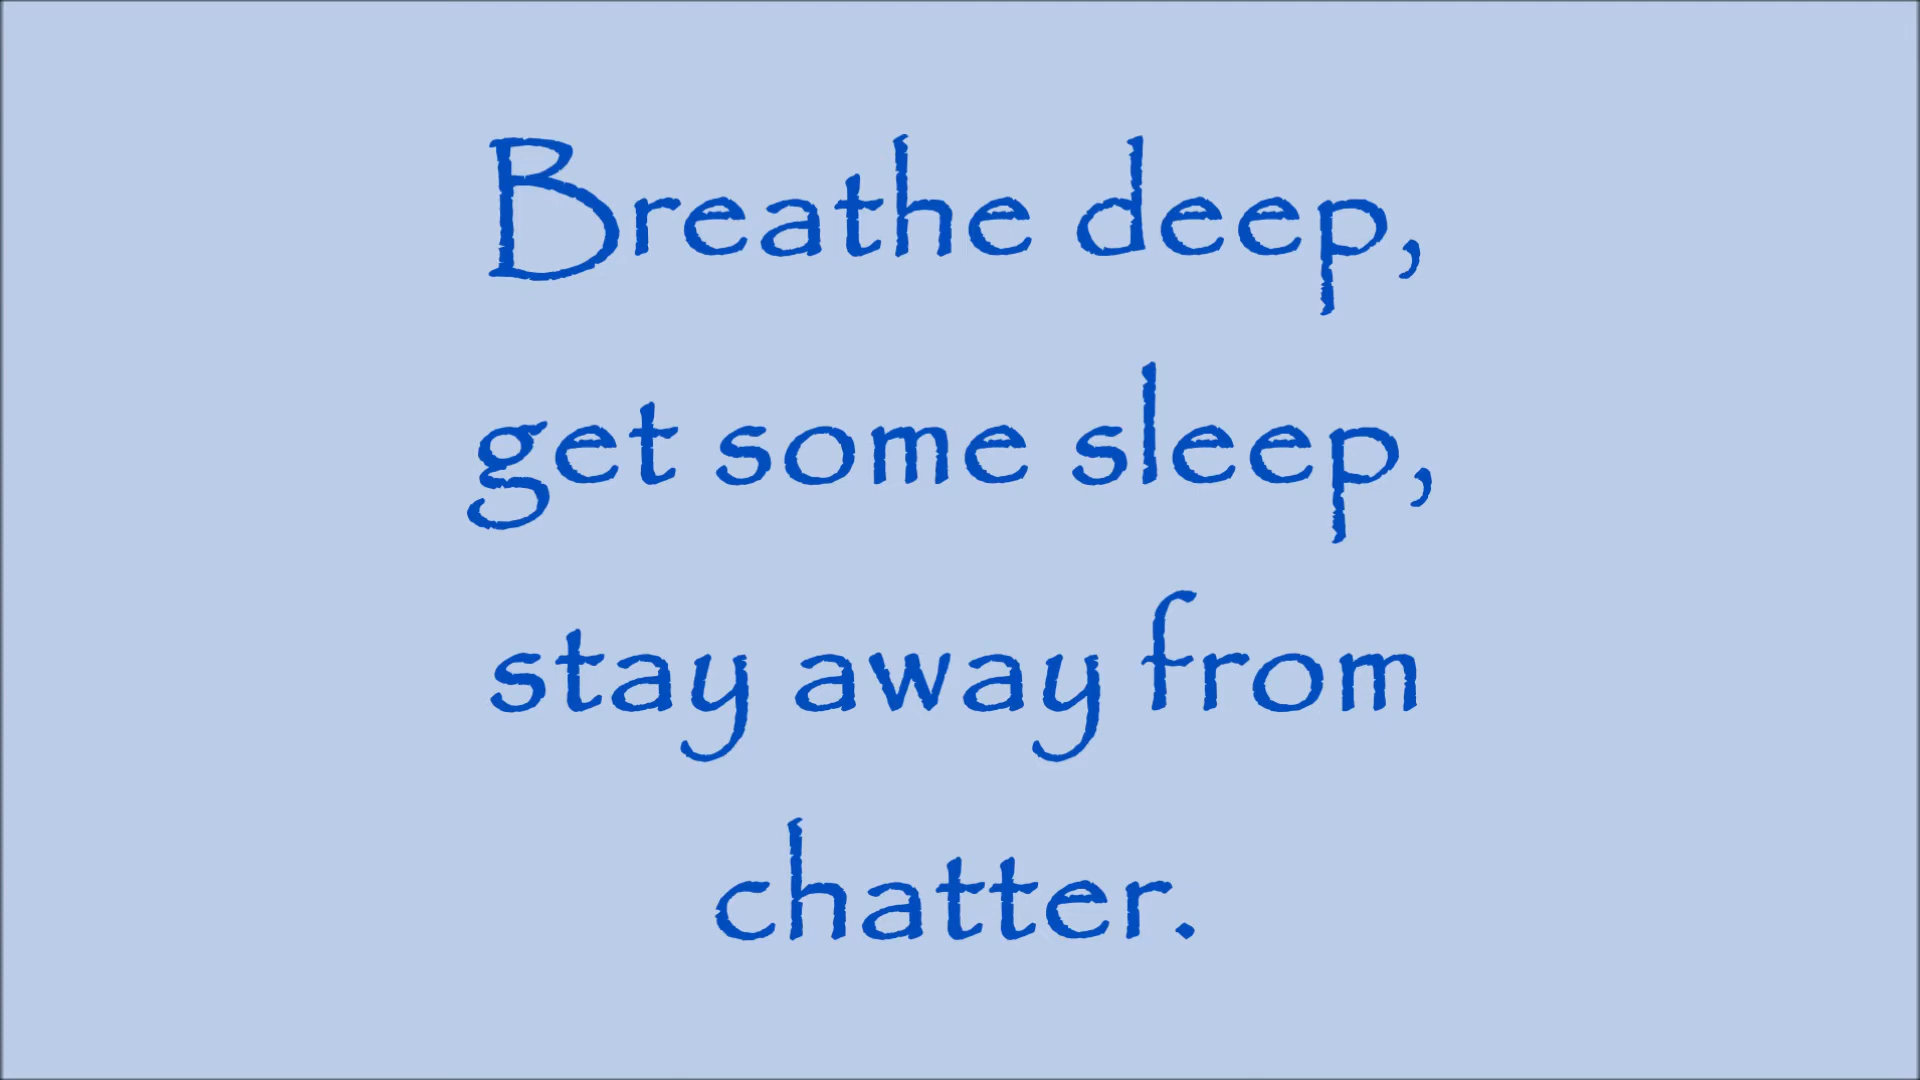 Breathe deep,
get some sleep,
stay away from
chatter.